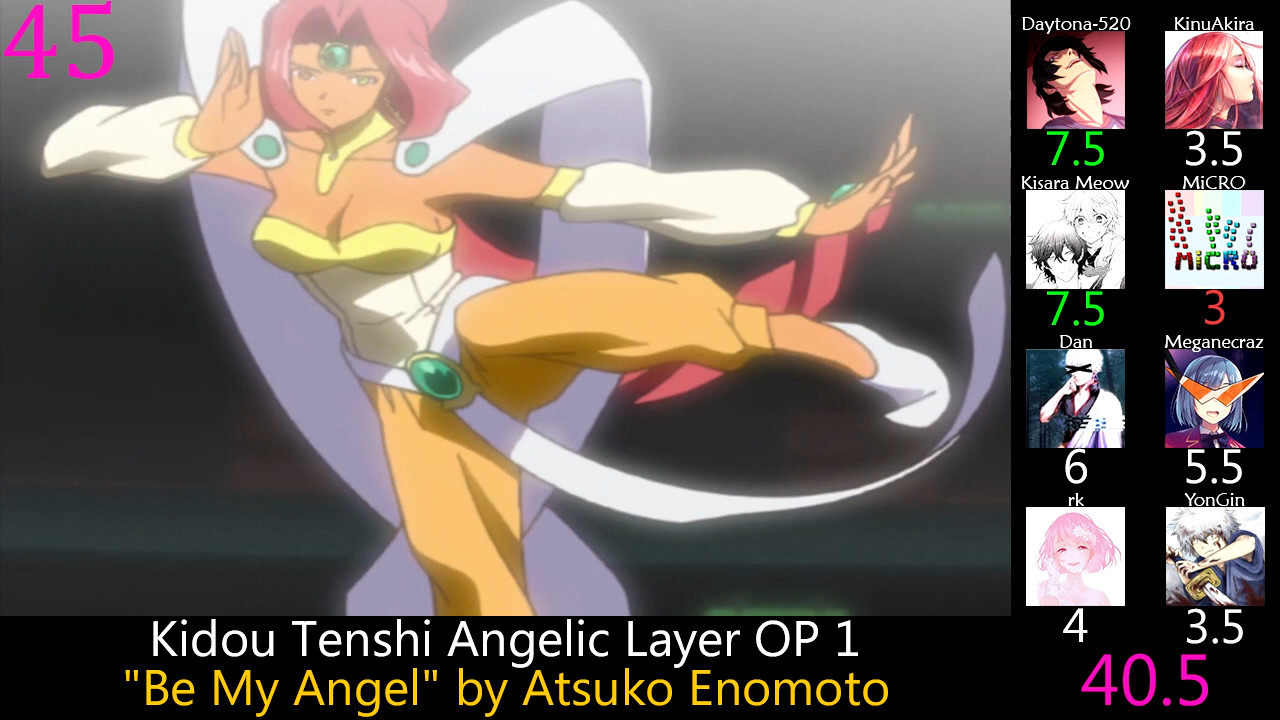 45
Daytona-520
KinuAkira
7.5
3.5
Kisara Meow
MiCRO
MiCRO
7.5
3
Dan
Meganecraz
6
5.5
rk
YonGin
4
3.5
Kidou Tenshi Angelic Layer OP 1
"Be My Angel" by Atsuko Enomoto
40.5